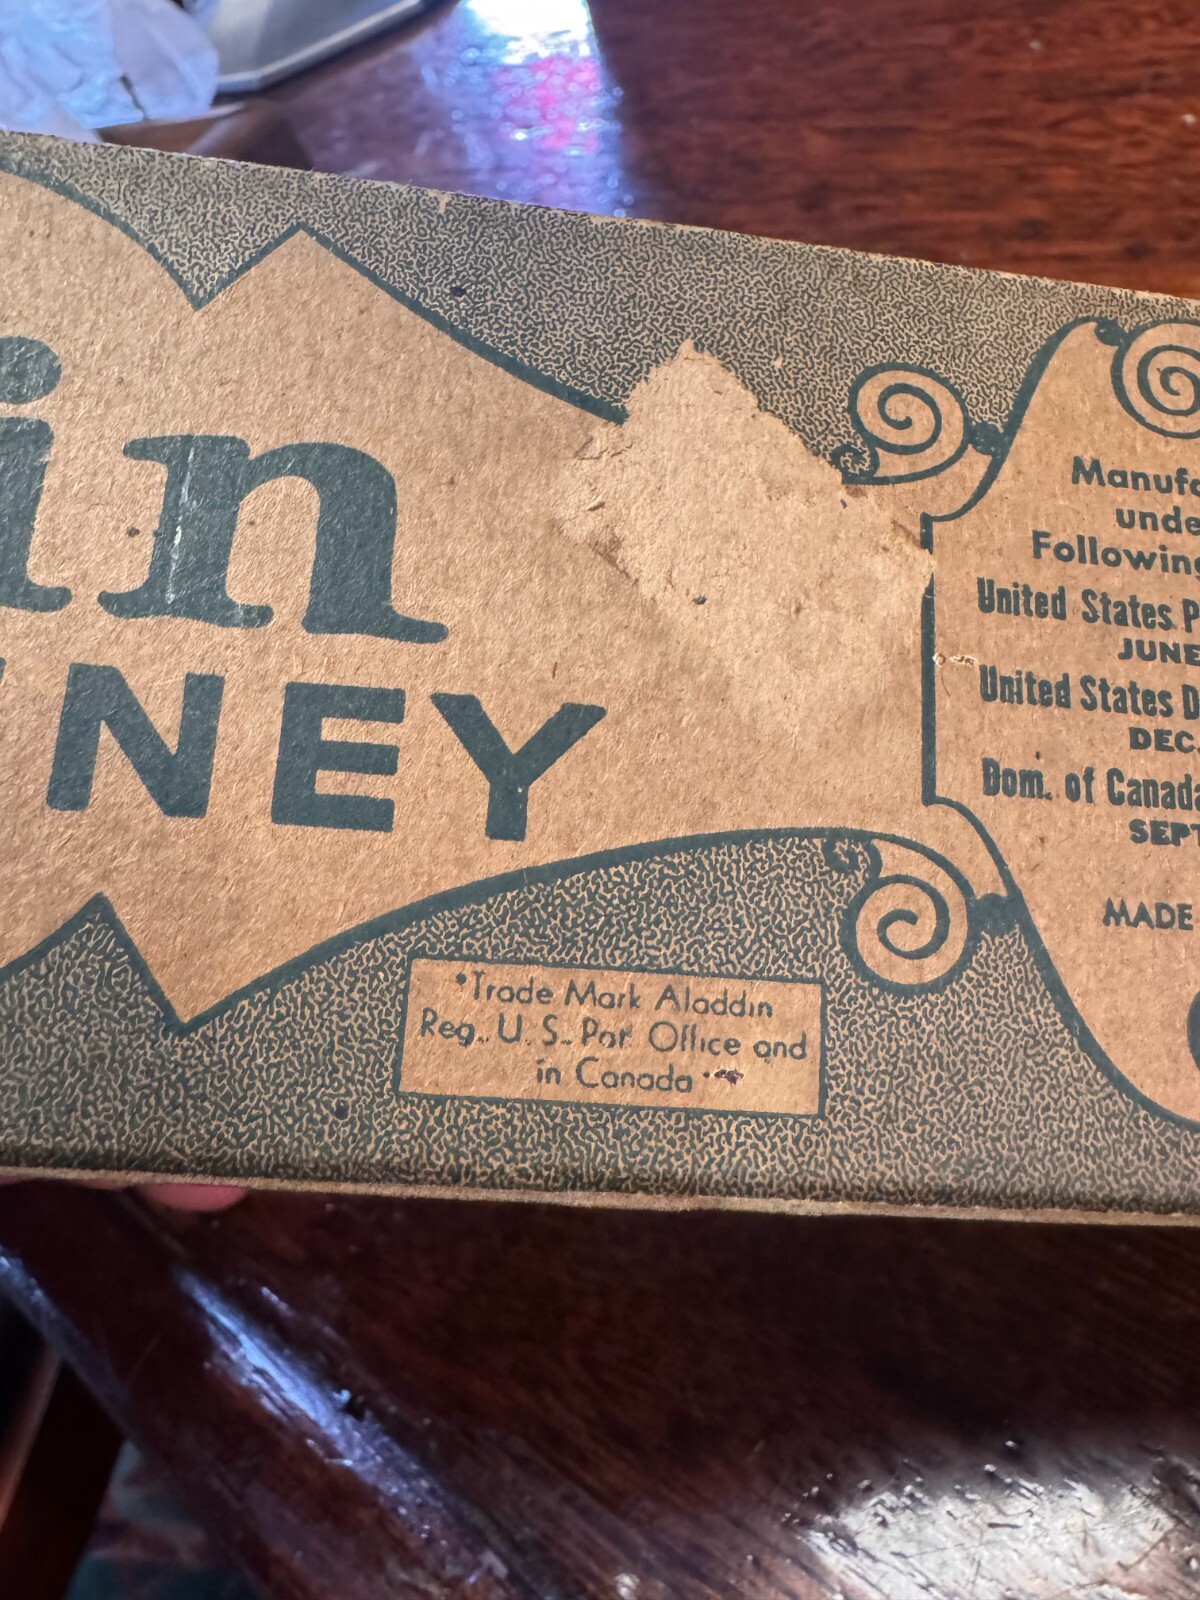 in
NEY
Manufa
unde
Following
United States P
JUNE
United States D
DEC.
Dom. of Canada
SEPT
MADE
*Trade Mark Aladdin
Reg. U. S. Pat. Office and
in Canada